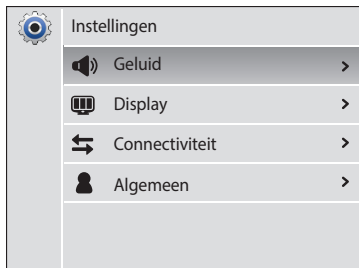 Instellingen
Geluid
Display
Connectiviteit
Algemeen